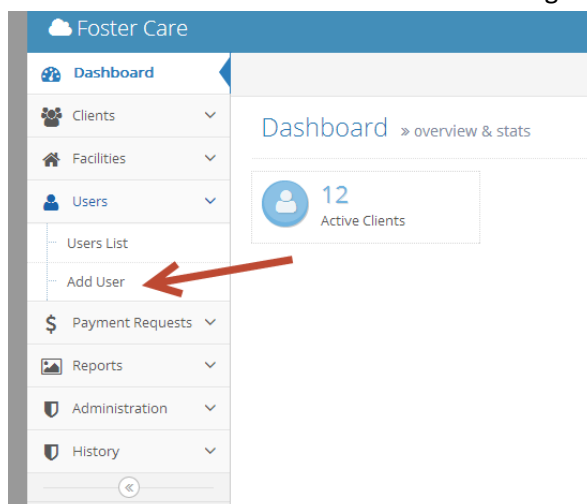 Foster Care
Dashboard
Clients
Facilities
Users
Users List
Add User
$ Payment Requests
Reports
Administration
History
Dashboard » overview & stats
12
Active Clients